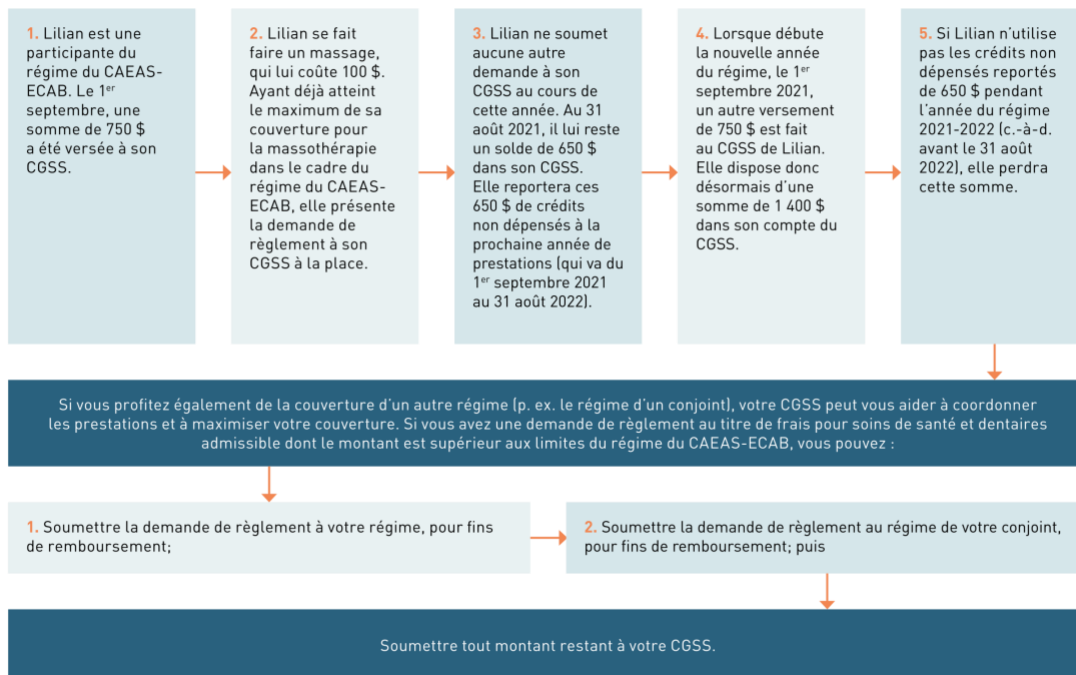 1. Lilian est une
participante du
régime du CAEAS-
ECAB. Le 1er
septembre, une
somme de 750 $
a été versée à son
CGSS.
2. Lilian se fait
faire un massage,
qui lui coûte 100 $.
Ayant déjà atteint
le maximum de sa
couverture pour
la massothérapie
dans le cadre du
régime du CAEAS-
ECAB, elle présente
la demande de
règlement à son
CGSS à la place.
3. Lilian ne soumet
aucune autre
demande à son
CGSS au cours de
cette année. Au 31
août 2021, il lui reste
un solde de 650 $
dans son CGSS.
Elle reportera ces
650 $ de crédits
non dépensés à la
prochaine année de
prestations (qui va du
1er septembre 2021
au 31 août 2022).
4. Lorsque débute
la nouvelle année
du régime, le 1er
septembre 2021,
un autre versement
de 750 $ est fait
au CGSS de Lilian.
Elle dispose donc
désormais d'une
somme de 1 400 $
dans son compte du
CGSS.
5. Si Lilian n'utilise
pas les crédits non
dépensés reportés
de 650 $ pendant
l'année du régime
2021-2022 (c.-à-d.
avant le 31 août
2022), elle perdra
cette somme.
Si vous profitez également de la couverture d'un autre régime (p. ex. le régime d'un conjoint), votre CGSS peut vous aider à coordonner
les prestations et à maximiser votre couverture. Si vous avez une demande de règlement au titre de frais pour soins de santé et dentaires
admissible dont le montant est supérieur aux limites du régime du CAEAS-ECAB, vous pouvez :
1. Soumettre la demande de règlement à votre régime, pour fins
de remboursement;
2. Soumettre la demande de règlement au régime de votre conjoint,
pour fins de remboursement; puis
Soumettre tout montant restant à votre CGSS.